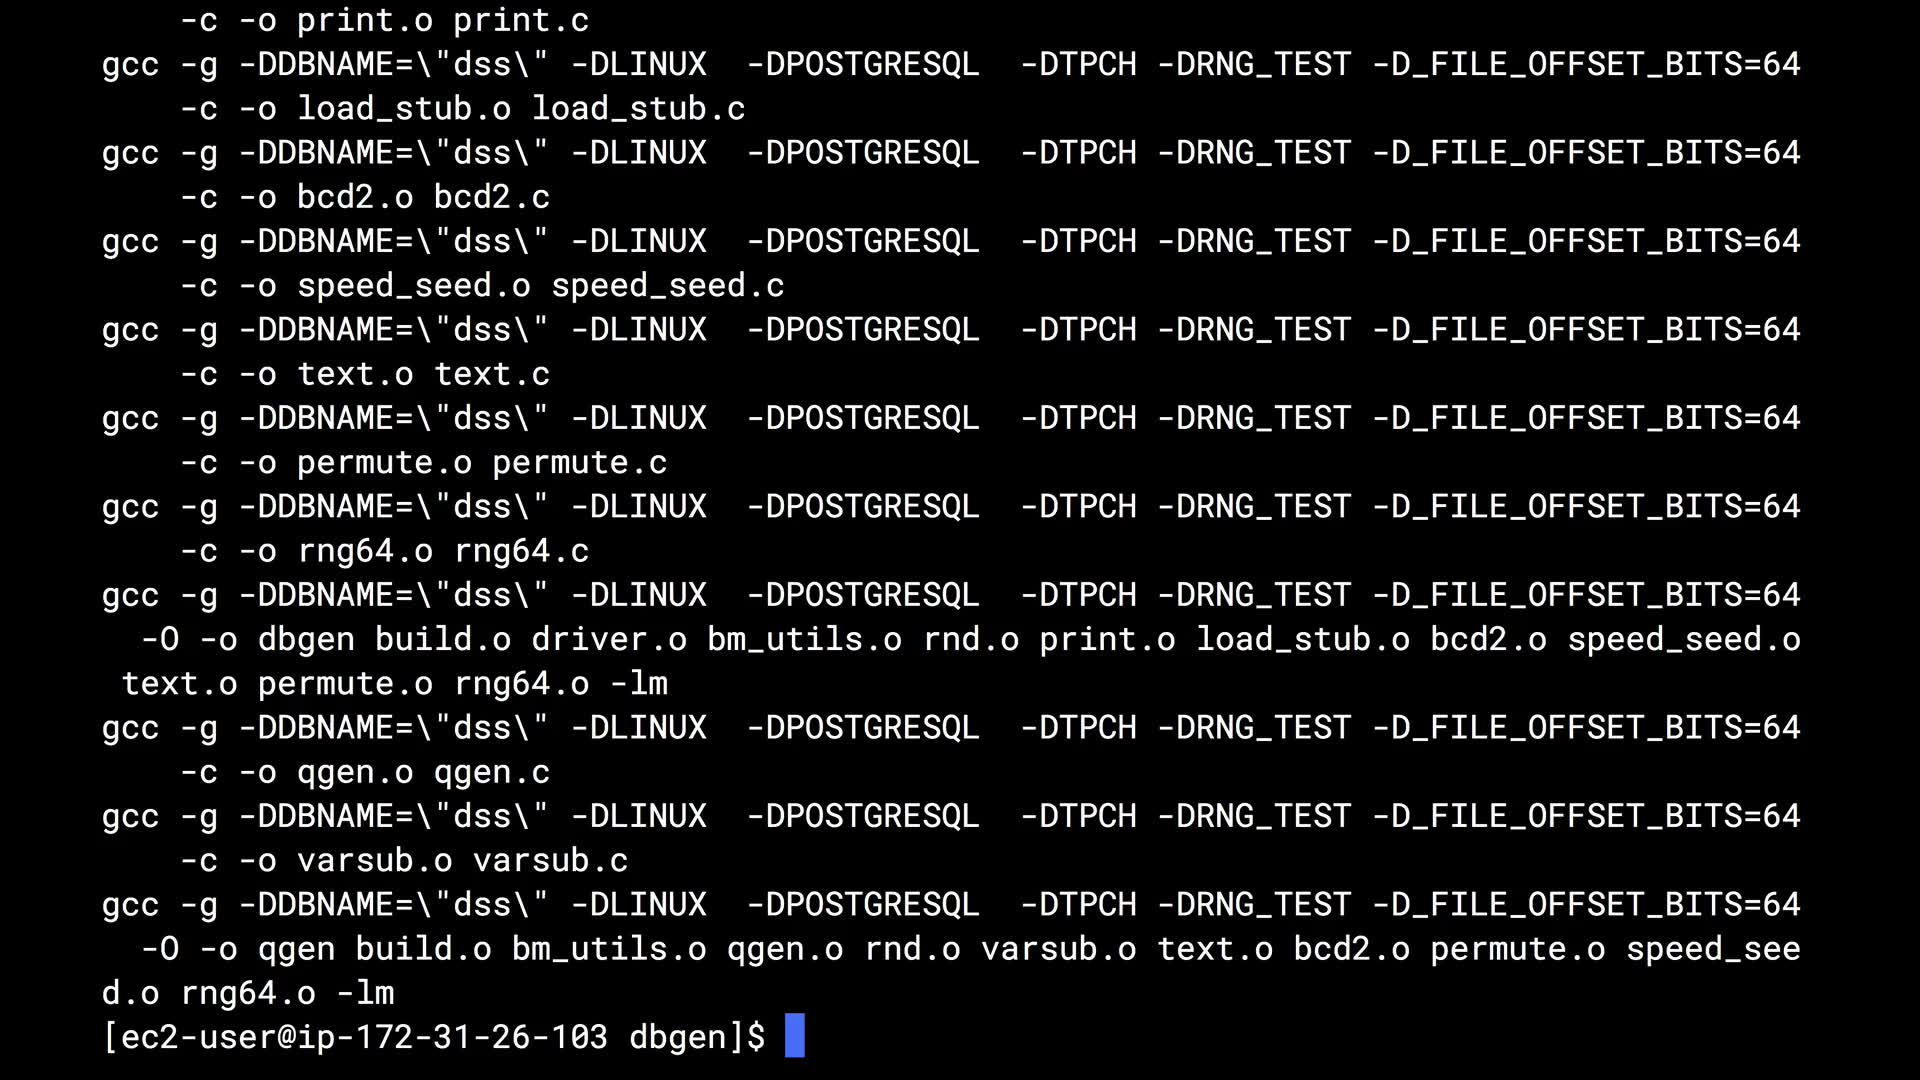 -c -o print.o print.c
gcc -g -DDBNAME=\"dss\" -DLINUX  -DPOSTGRESQL  -DTPCH -DRNG_TEST -D_FILE_OFFSET_BITS=64
-c -o load_stub.o load_stub.c
gcc -g -DDBNAME=\"dss\" -DLINUX  -DPOSTGRESQL  -DTPCH -DRNG_TEST -D_FILE_OFFSET_BITS=64
-c -o bcd2.o bcd2.c
gcc -g -DDBNAME=\"dss\" -DLINUX  -DPOSTGRESQL  -DTPCH -DRNG_TEST -D_FILE_OFFSET_BITS=64
-c -o speed_seed.o speed_seed.c
gcc -g -DDBNAME=\"dss\" -DLINUX  -DPOSTGRESQL  -DTPCH -DRNG_TEST -D_FILE_OFFSET_BITS=64
-c -o text.o text.c
gcc -g -DDBNAME=\"dss\" -DLINUX  -DPOSTGRESQL  -DTPCH -DRNG_TEST -D_FILE_OFFSET_BITS=64
-c -o permute.o permute.c
gcc -g -DDBNAME=\"dss\" -DLINUX  -DPOSTGRESQL  -DTPCH -DRNG_TEST -D_FILE_OFFSET_BITS=64
-c -o rng64.o rng64.c
gcc -g -DDBNAME=\"dss\" -DLINUX  -DPOSTGRESQL  -DTPCH -DRNG_TEST -D_FILE_OFFSET_BITS=64
-O -o dbgen build.o driver.o bm_utils.o rnd.o print.o load_stub.o bcd2.o speed_seed.o
text.o permute.o rng64.o -lm
gcc -g -DDBNAME=\"dss\" -DLINUX  -DPOSTGRESQL  -DTPCH -DRNG_TEST -D_FILE_OFFSET_BITS=64
-c -o qgen.o qgen.c
gcc -g -DDBNAME=\"dss\" -DLINUX  -DPOSTGRESQL  -DTPCH -DRNG_TEST -D_FILE_OFFSET_BITS=64
-c -o varsub.o varsub.c
gcc -g -DDBNAME=\"dss\" -DLINUX  -DPOSTGRESQL  -DTPCH -DRNG_TEST -D_FILE_OFFSET_BITS=64
-O -o qgen build.o bm_utils.o qgen.o rnd.o varsub.o text.o bcd2.o permute.o speed_see
d.o rng64.o -lm
[ec2-user@ip-172-31-26-103 dbgen]$